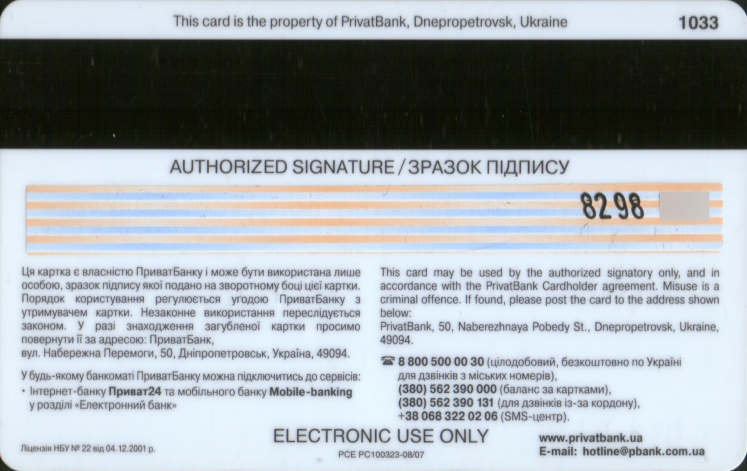 This card is the property of PrivatBank, Dnepropetrovsk, Ukraine 1033
AUTHORIZED SIGNATURE / ЗРАЗОК ПІДПИСУ
8298
Ця картка є власністю ПриватБанку і може бути використана лише
особою, зразок підпису якої подано на зворотному боці цієї картки.
Порядок користування регулюється угодою ПриватБанку з
утримувачем картки. Незаконне використання переслідується
законом. У разі знаходження загубленої картки просимо
повернути її за адресою: ПриватБанк,
вул. Набережна Перемоги, 50, Дніпропетровськ, Україна, 49094.
У будь-якому банкоматі ПриватБанку можна підключитись до сервісів:
• Інтернет-банку Приват24 та мобільного банку Mobile-banking
у розділі «Електронний банк»
This card may be used by the authorized signatory only, and in
accordance with the PrivatBank Cardholder agreement. Misuse is a
criminal offence. If found, please post the card to the address shown
below:
PrivatBank, 50, Naberezhnaya Pobedy St., Dnepropetrovsk, Ukraine,
49094.
☎ 8 800 500 00 30 (цілодобовий, безкоштовно по Україні
для дзвінків з міських номерів),
(380) 562 390 000 (баланс за картками),
(380) 562 390 131 (для дзвінків із-за кордону),
+38 068 322 02 06 (SMS-центр).
ELECTRONIC USE ONLY
Ліцензія НБУ № 22 від 04.12.2001 р.
PCE PC100323-08/07
www.privatbank.ua
E-mail: hotline@pbank.com.ua